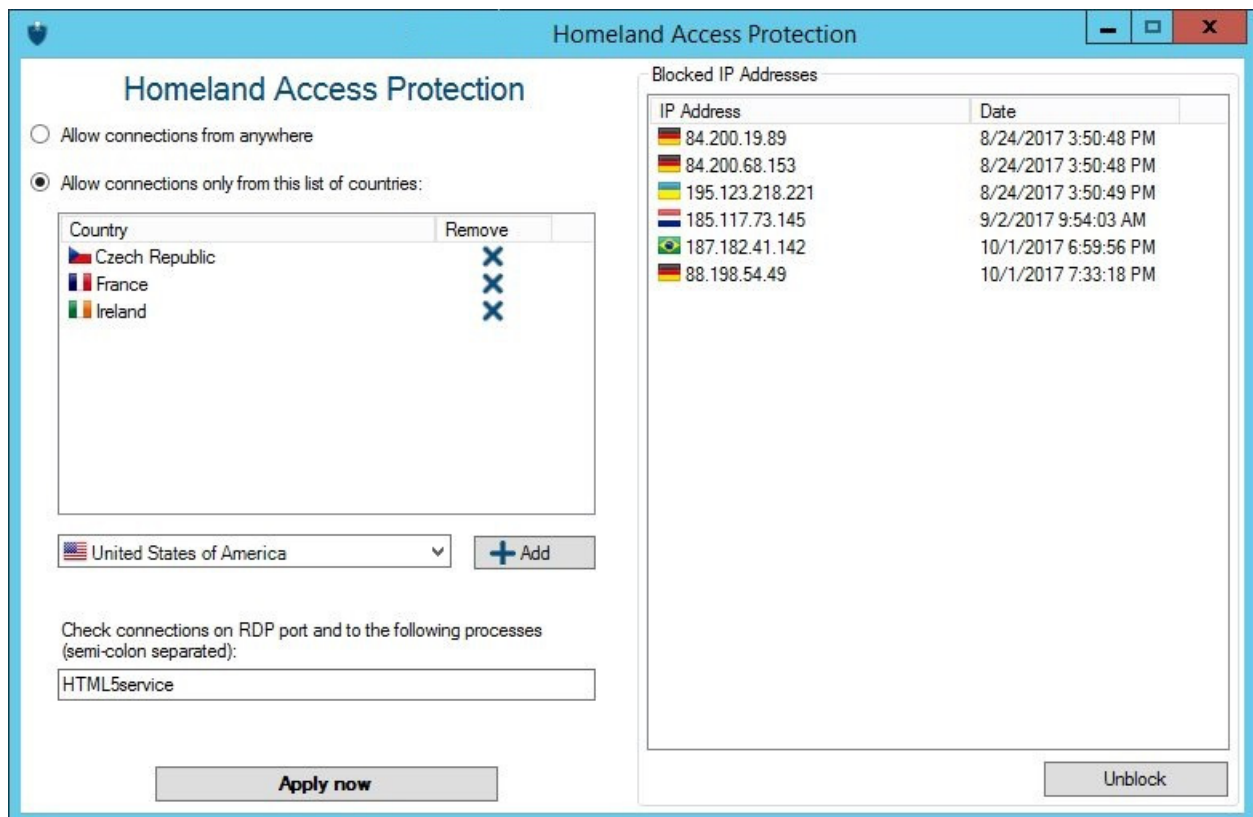 Homeland Access Protection
Homeland Access Protection
Allow connections from anywhere
Allow connections only from this list of countries:
Country Remove
Czech Republic
France
Ireland
United States of America
Add
Check connections on RDP port and to the following processes
(semi-colon separated):
HTML5service
Apply now
Blocked IP Addresses
IP Address Date
84.200.19.89 8/24/2017 3:50:48 PM
84.200.68.153 8/24/2017 3:50:48 PM
195.123.218.221 8/24/2017 3:50:49 PM
185.117.73.145 9/2/2017 9:54:03 AM
187.182.41.142 10/1/2017 6:59:56 PM
88.198.54.49 10/1/2017 7:33:18 PM
Unblock